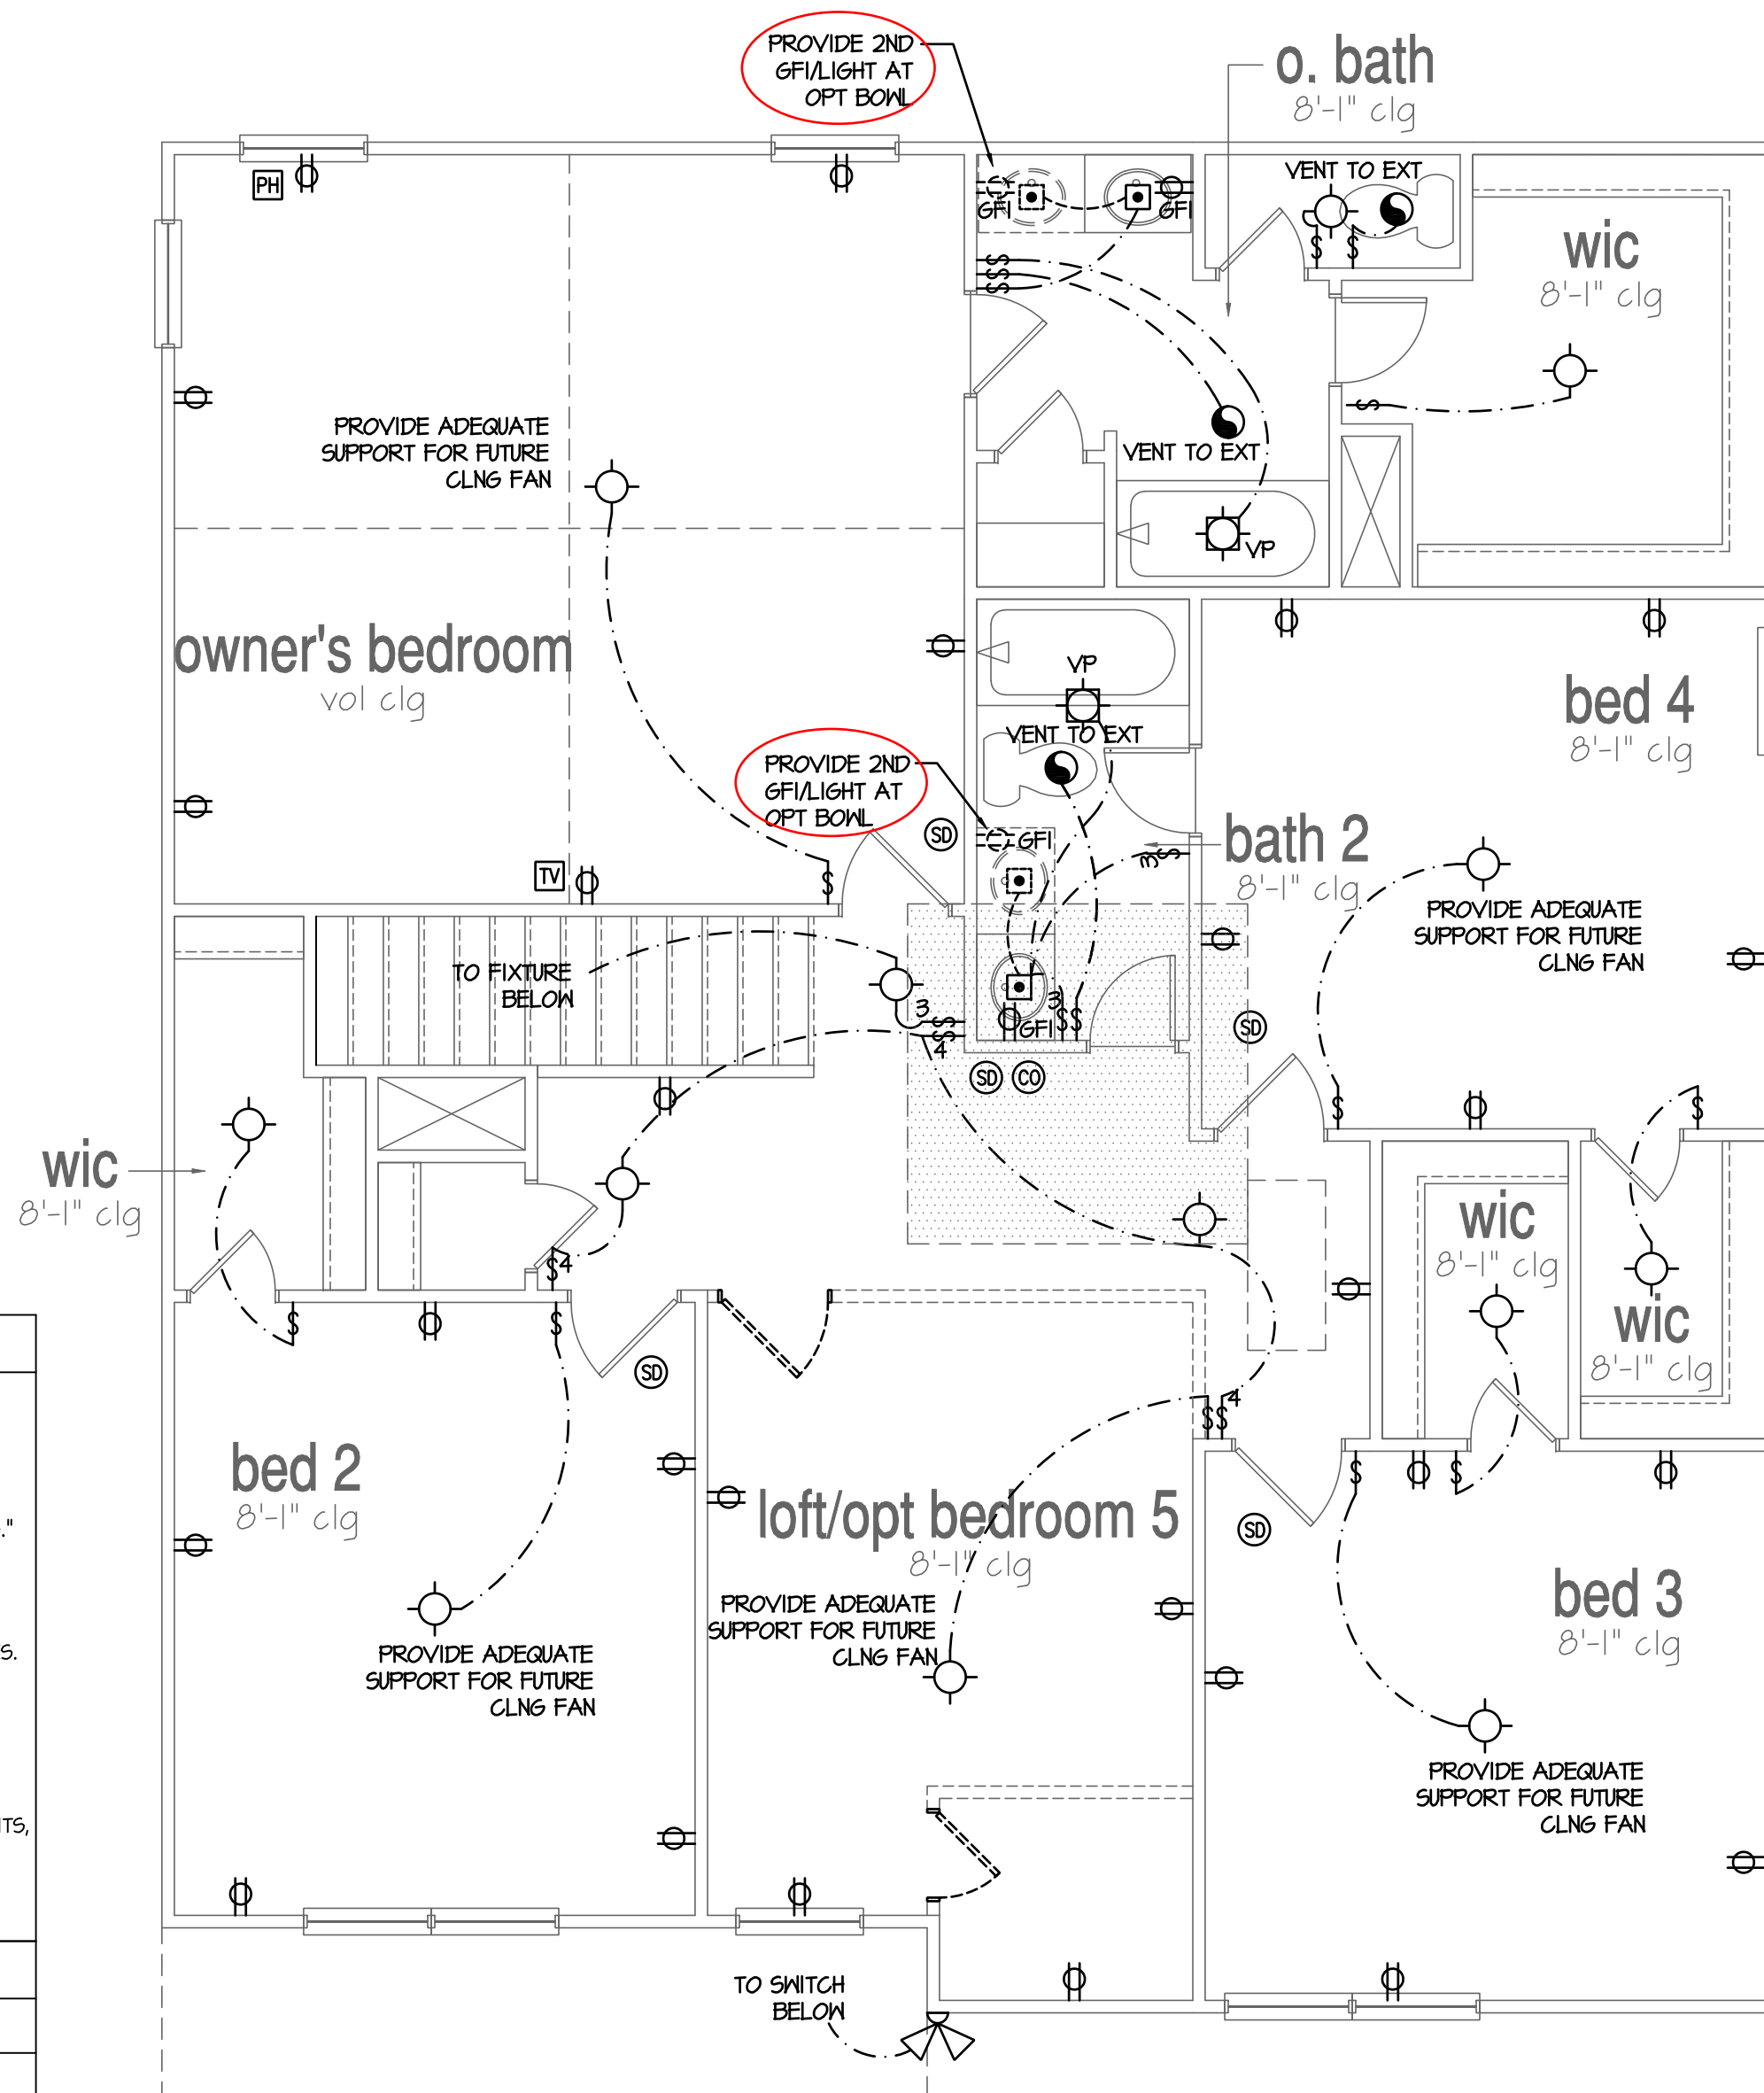 PROVIDE 2ND
GFI/LIGHT AT
OPT BOWL
o. bath
8'-1" clg
PH
GFI
GFI
VENT TO EXT
S
S
S
S
S
wic
8'-1" clg
S
PROVIDE ADEQUATE
SUPPORT FOR FUTURE
CLNG FAN
VENT TO EXT
VP
owner's bedroom
vol clg
VP
VENT TO EXT
bed 4
8'-1" clg
PROVIDE 2ND
GFI/LIGHT AT
OPT BOWL
SD
GFI
3S
bath 2
8'-1" clg
TV
S
PROVIDE ADEQUATE
SUPPORT FOR FUTURE
CLNG FAN
TO FIXTURE
BELOW
3
SS
4
3
SS
GFI
SD
SD
CO
S
S
wic
8'-1" clg
S4
wic
8'-1" clg
wic
8'-1" clg
S
S
SD
4
SS
bed 2
8'-1" clg
S
S
loft/opt bedroom 5
8'-1" clg
SD
."
PROVIDE ADEQUATE
SUPPORT FOR FUTURE
CLNG FAN
bed 3
8'-1" clg
S.
PROVIDE ADEQUATE
SUPPORT FOR FUTURE
CLNG FAN
PROVIDE ADEQUATE
SUPPORT FOR FUTURE
CLNG FAN
TS,
TO SWITCH
BELOW